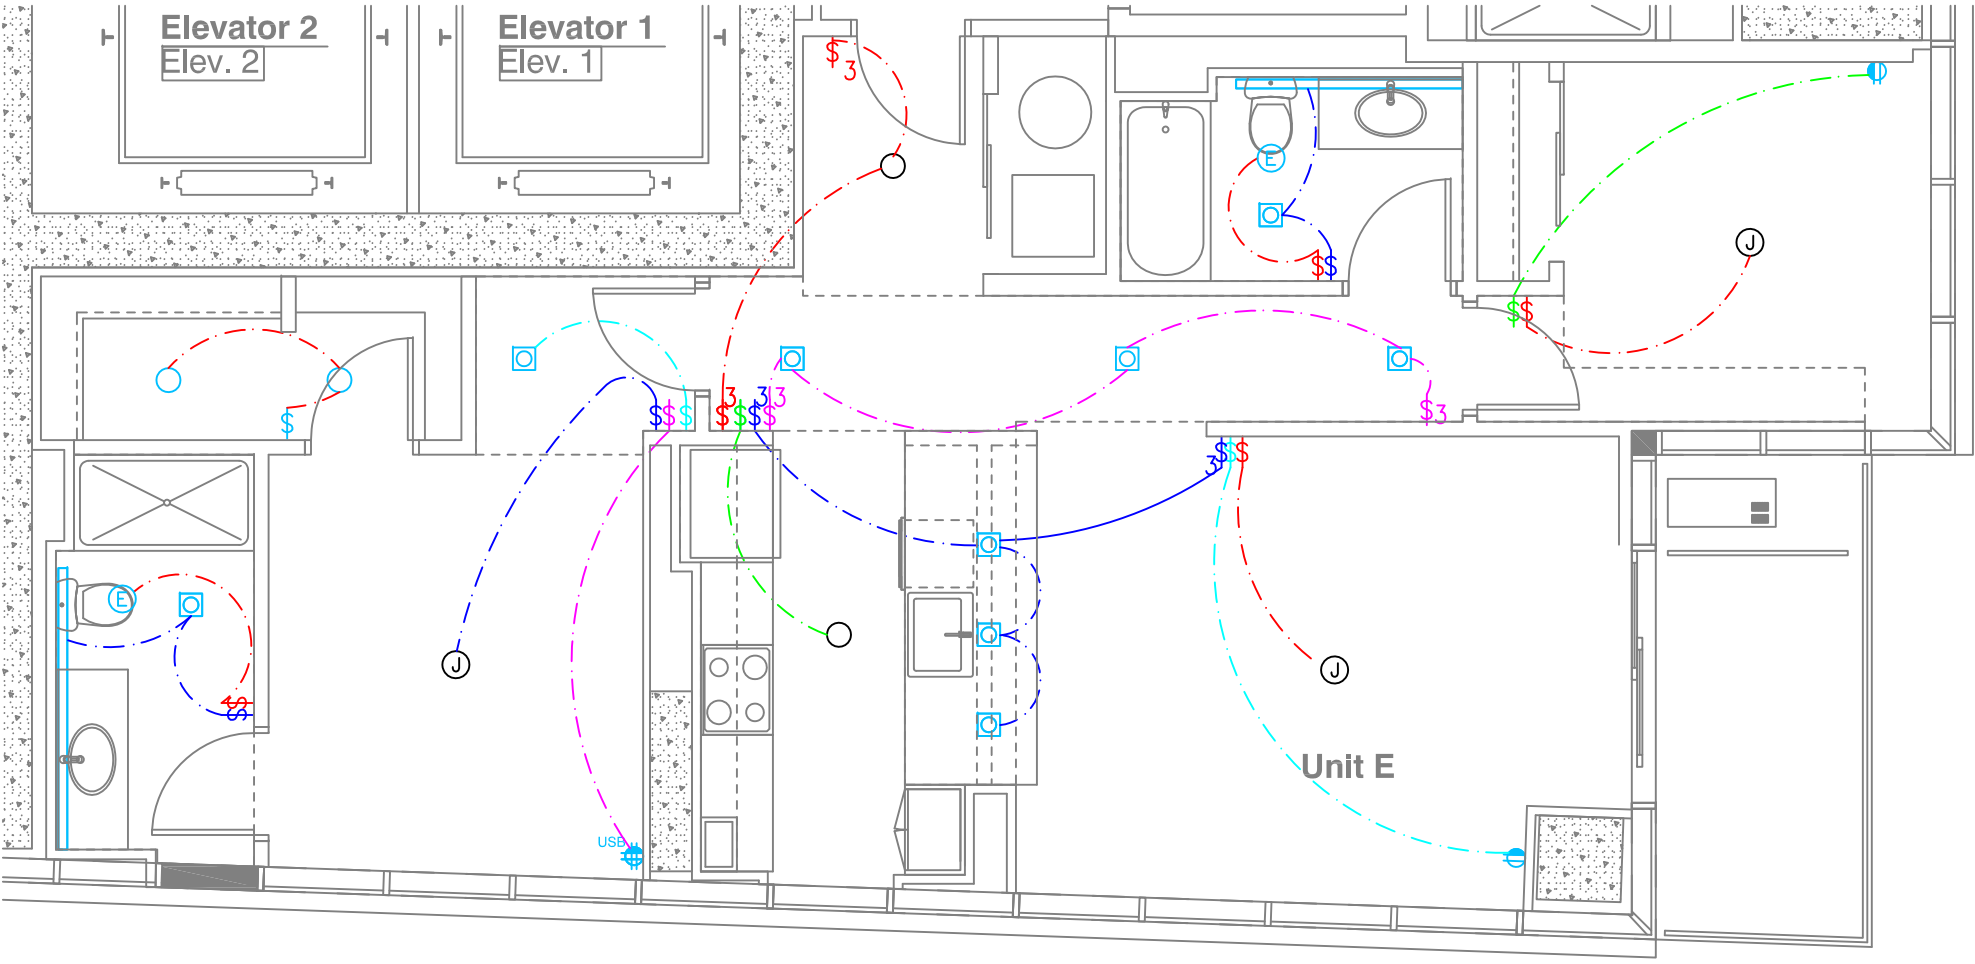 Elevator 2
Elev. 2
Elevator 1
Elev. 1
$3
E
$$
J
$$
$
$$$
$3 $ $3 $3
$3
3$$$
E
$$
J
J
Unit E
USB